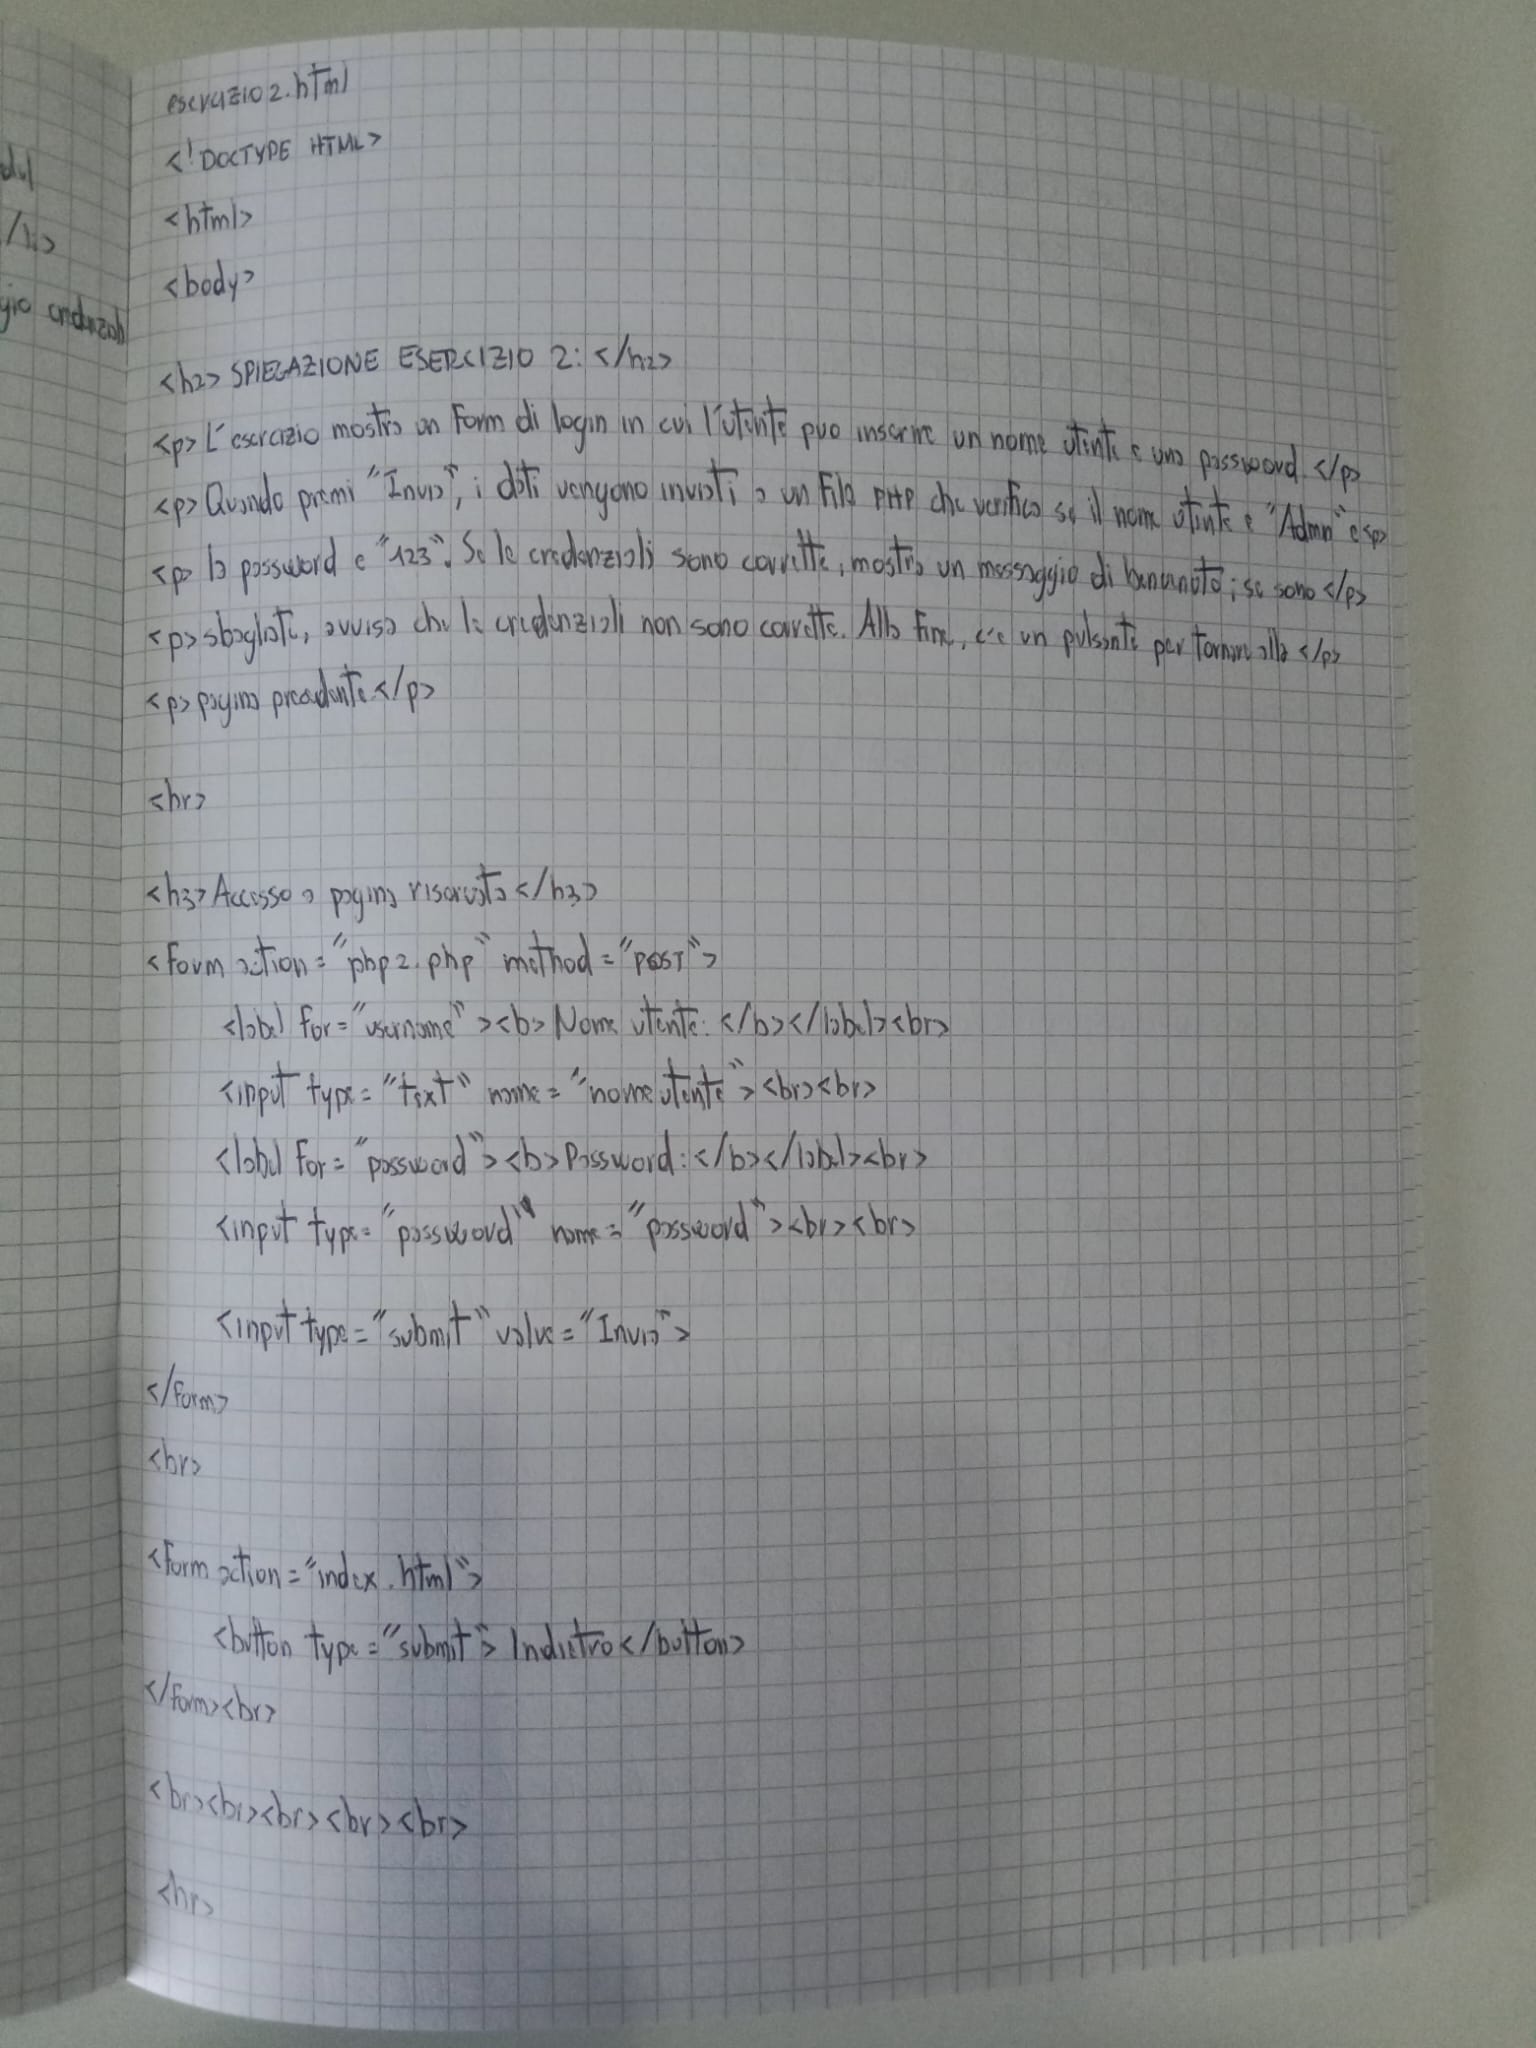 esercizio2.html
<!DOCTYPE HTML>
<html>
<body>
<h2> SPIEGAZIONE ESERCIZIO 2: </h2>
<p> L'esercizio mostra un Form di login in cui l'utente puo inserire un nome utente e una password. </p>
<p> Quando premi "Invia", i dati vengono inviati a un File PHP che verifica se il nome utente e "Admin" e <p>
<p> la password e "123". Se le credenziali sono corrette, mostra un messaggio di benvenuto; se sono </p>
<p> sbagliate, avvisa che le credenziali non sono corrette. Alla Fine, c'e un pulsante per tornare alla </p>
<p> pagina precedente. </p>
<hr>
<h3> Accesso a pagina riservata </h3>
<form action="php2.php" method="POST">
<label for="username"><b> Nome utente: </b></label><br>
<input type="text" name="nomeutente"><br><br>
<label for="password"><b>Password:</b></label><br>
<input type="password" name="password"><br><br>
<input type="submit" value="Invia">
</form>
<br>
<form action="index.html">
<button type="submit"> Indietro </button>
</form><br>
<br><br><br><br><br>
<hr>
/li>
credenziali